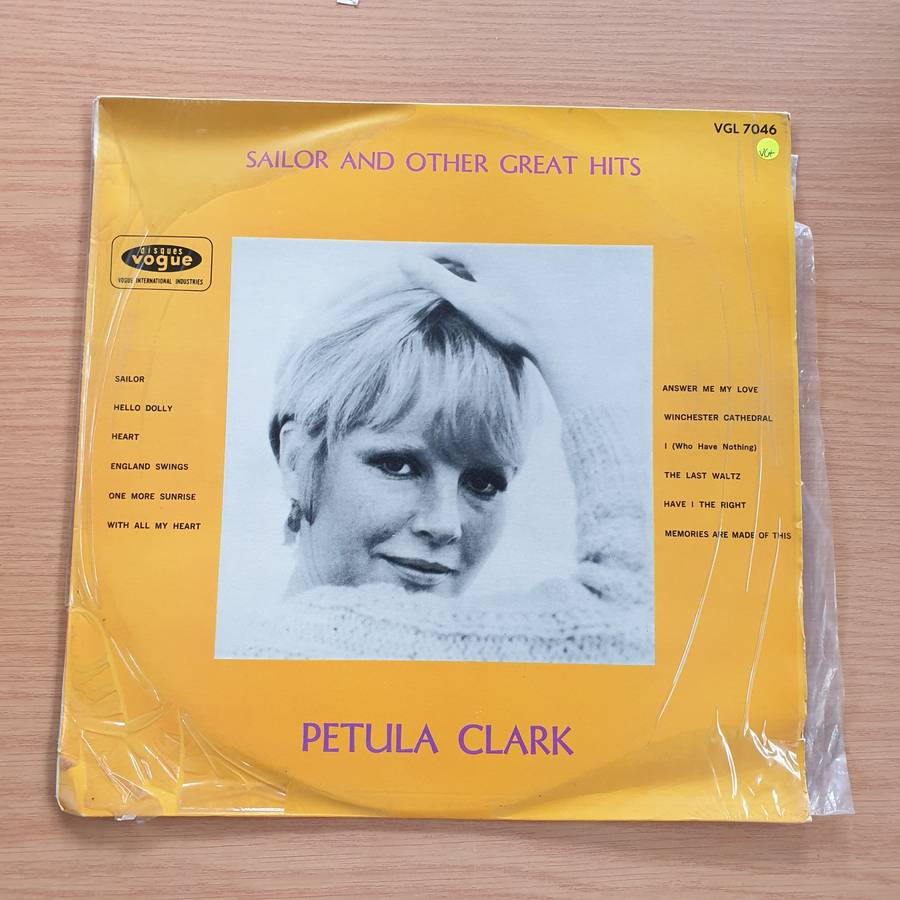 VGL 7046
VG+
SAILOR AND OTHER GREAT HITS
disques
vogue
VOGUE INTERNATIONAL INDUSTRIES
SAILOR
HELLO DOLLY
HEART
ENGLAND SWINGS
ONE MORE SUNRISE
WITH ALL MY HEART
ANSWER ME MY LOVE
WINCHESTER CATHEDRAL
I (Who Have Nothing)
THE LAST WALTZ
HAVE I THE RIGHT
MEMORIES ARE MADE OF THIS
PETULA CLARK